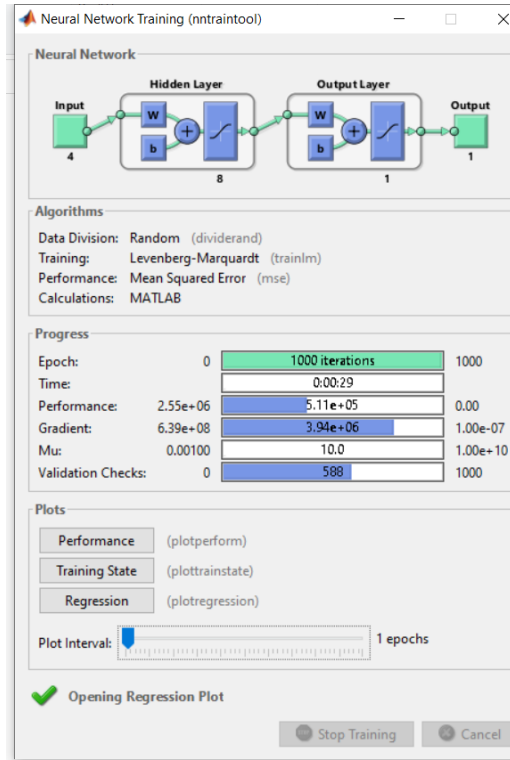 Neural Network Training (nntraintool)
Neural Network
Hidden Layer
Output Layer
Input
Output
W
b
+
W
b
+
4
8
1
1
Algorithms
Data Division: Random (dividerand)
Training: Levenberg-Marquardt (trainlm)
Performance: Mean Squared Error (mse)
Calculations: MATLAB
Progress
Epoch: 0 1000 iterations 1000
Time: 0:00:29
Performance: 2.55e+06 5.11e+05 0.00
Gradient: 6.39e+08 3.94e+06 1.00e-07
Mu: 0.00100 10.0 1.00e+10
Validation Checks: 0 588 1000
Plots
Performance (plotperform)
Training State (plottrainstate)
Regression (plotregression)
Plot Interval: 1 epochs
Opening Regression Plot
Stop Training Cancel